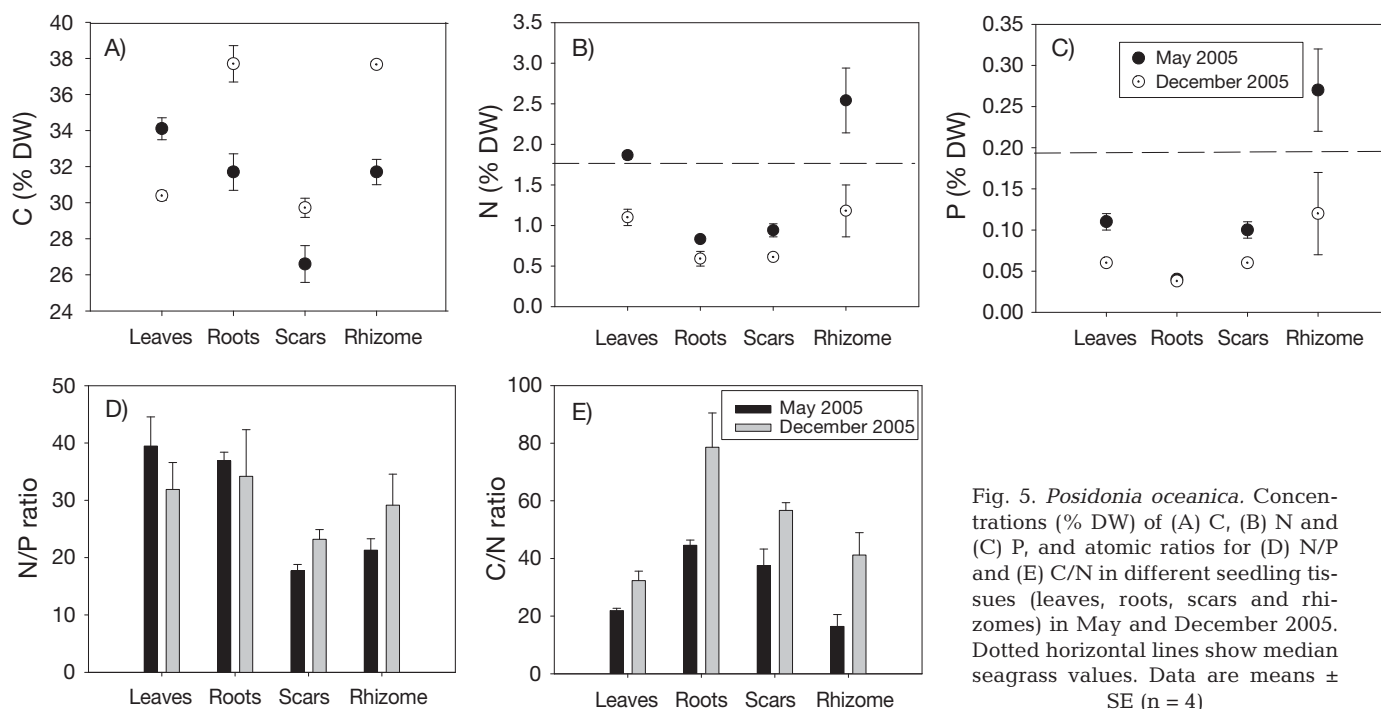 A)
C (% DW)
40
38
36
34
32
30
28
26
24
Leaves Roots Scars Rhizome
B)
N (% DW)
3.5
3.0
2.5
2.0
1.5
1.0
0.5
0.0
Leaves Roots Scars Rhizome
C)
P (% DW)
0.35
0.30
0.25
0.20
0.15
0.10
0.05
0.00
May 2005
December 2005
Leaves Roots Scars Rhizome
D)
N/P ratio
50
40
30
20
10
0
Leaves Roots Scars Rhizome
E)
C/N ratio
100
80
60
40
20
0
May 2005
December 2005
Leaves Roots Scars Rhizome
Fig. 5. Posidonia oceanica. Concen-
trations (% DW) of (A) C, (B) N and
(C) P, and atomic ratios for (D) N/P
and (E) C/N in different seedling tis-
sues (leaves, roots, scars and rhi-
zomes) in May and December 2005.
Dotted horizontal lines show median
seagrass values. Data are means ±
SE (n = 4)